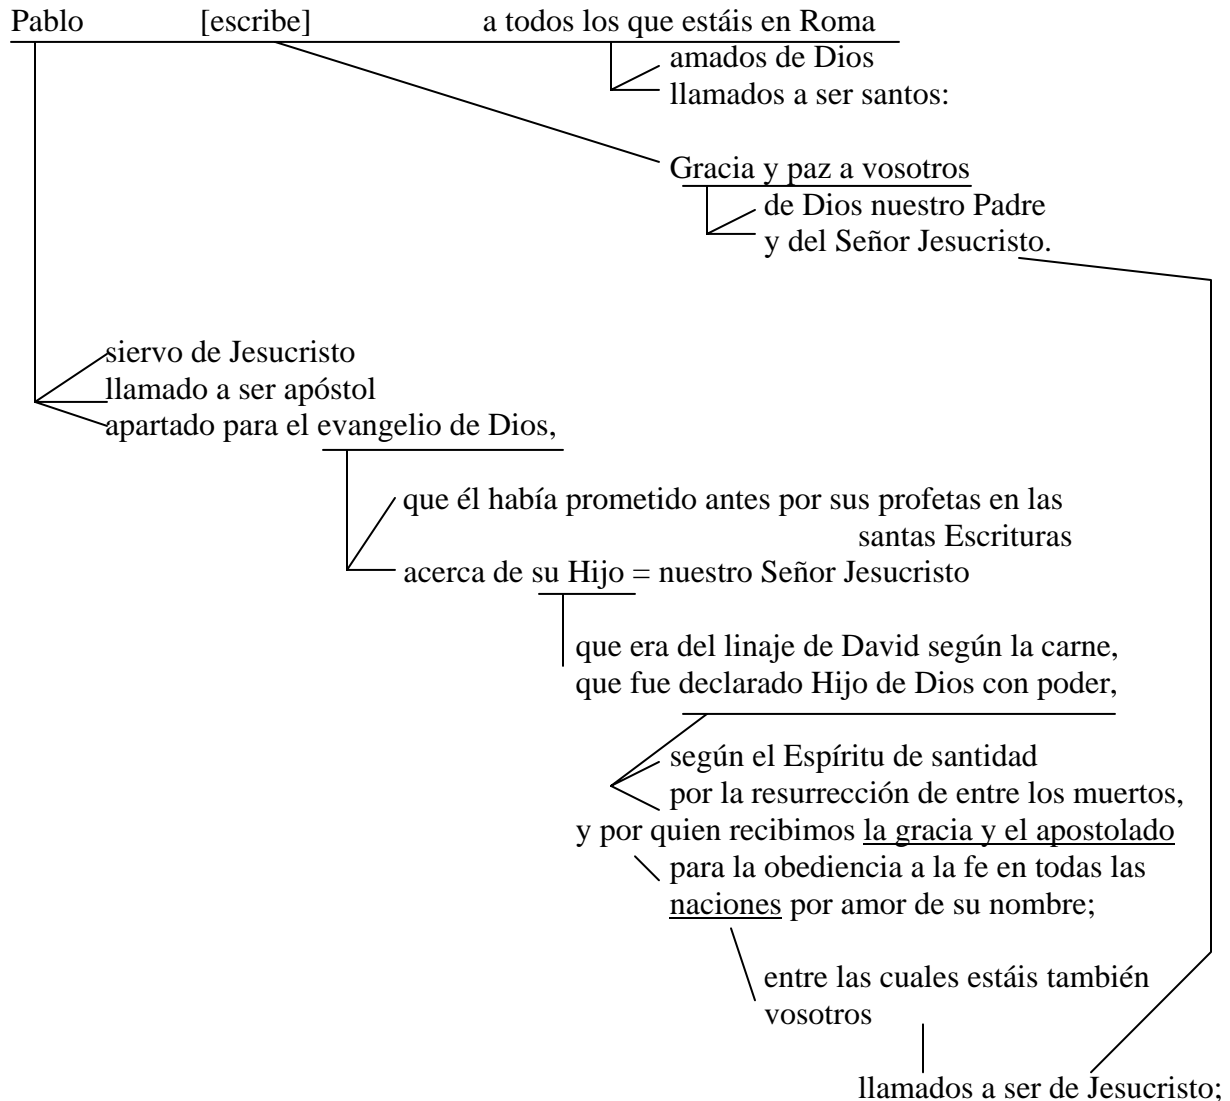 Pablo [escribe] a todos los que estáis en Roma
amados de Dios
llamados a ser santos:
Gracia y paz a vosotros
de Dios nuestro Padre
y del Señor Jesucristo.
siervo de Jesucristo
llamado a ser apóstol
apartado para el evangelio de Dios,
que él había prometido antes por sus profetas en las
santas Escrituras
acerca de su Hijo = nuestro Señor Jesucristo
que era del linaje de David según la carne,
que fue declarado Hijo de Dios con poder,
según el Espíritu de santidad
por la resurrección de entre los muertos,
y por quien recibimos la gracia y el apostolado
para la obediencia a la fe en todas las
naciones por amor de su nombre;
entre las cuales estáis también
vosotros
llamados a ser de Jesucristo;